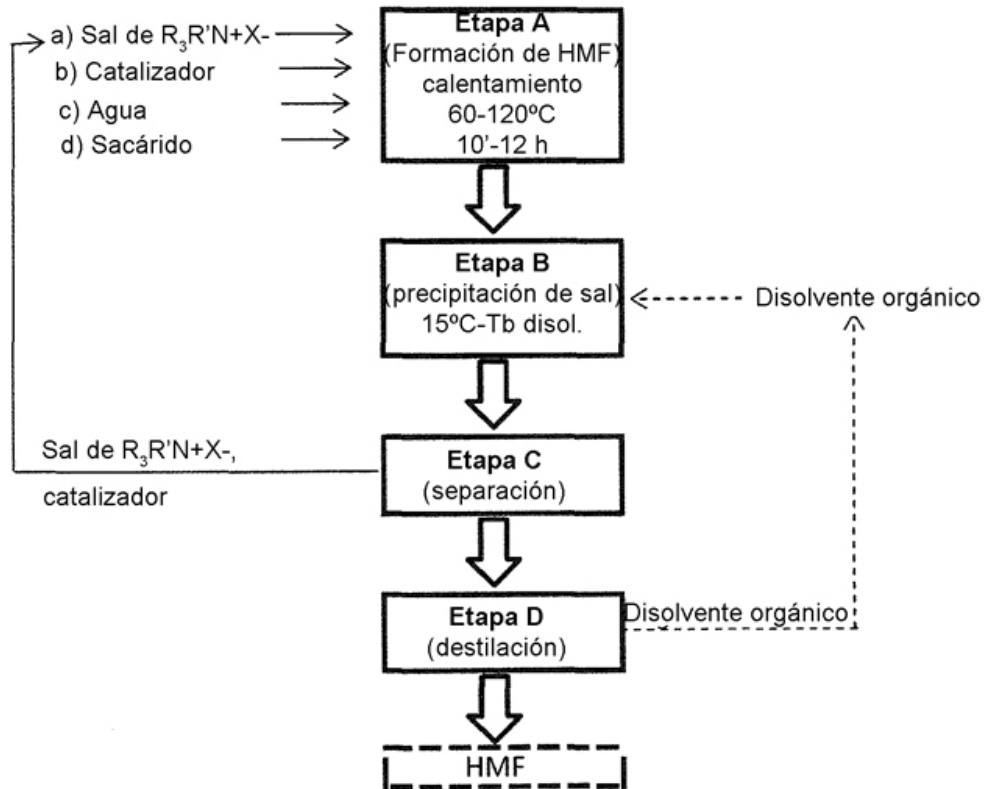 a) Sal de R₃R'N+X-
b) Catalizador
c) Agua
d) Sacárido
Etapa A
(Formación de HMF)
calentamiento
60-120ºC
10'-12 h
Etapa B
(precipitación de sal)
15ºC-Tb disol.
Disolvente orgánico
Sal de R₃R'N+X-,
catalizador
Etapa C
(separación)
Etapa D
(destilación)
Disolvente orgánico
HMF